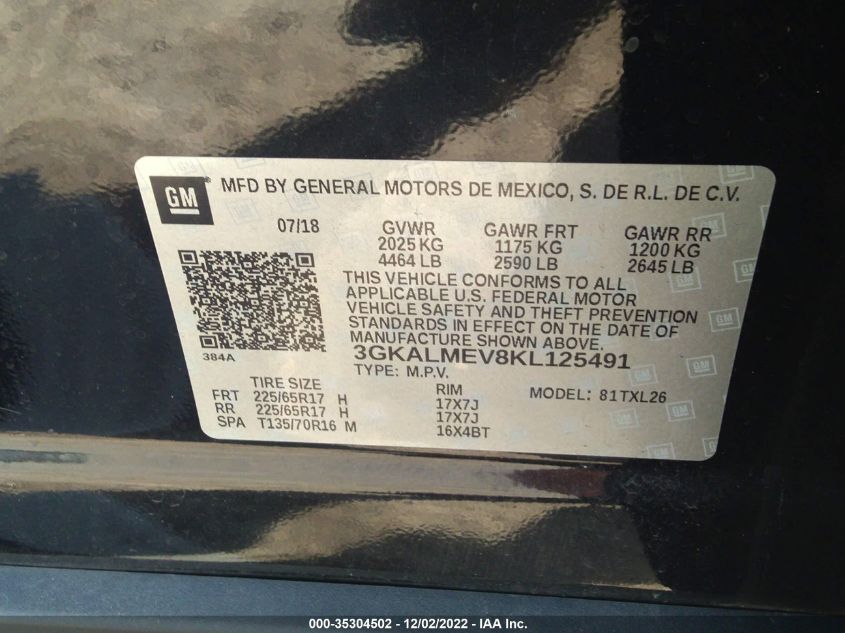 GM
MFD BY GENERAL MOTORS DE MEXICO, S. DE R.L. DE C.V.
07/18 GVWR GAWR FRT GAWR RR
2025 KG 1175 KG 1200 KG
4464 LB 2590 LB 2645 LB
THIS VEHICLE CONFORMS TO ALL
APPLICABLE U.S. FEDERAL MOTOR
VEHICLE SAFETY AND THEFT PREVENTION
STANDARDS IN EFFECT ON THE DATE OF
MANUFACTURE SHOWN ABOVE.
384A 3GKALMEV8KL125491
TYPE: M.P.V.
TIRE SIZE RIM MODEL: 81TXL26
FRT 225/65R17 H 17X7J
RR 225/65R17 H 17X7J
SPA T135/70R16 M 16X4BT
000-35304502 - 12/02/2022 - IAA Inc.